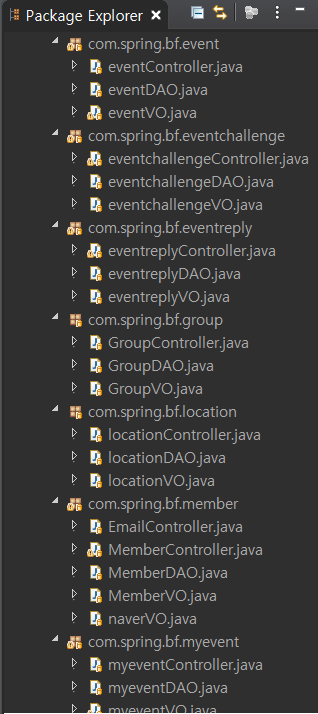 Package Explorer
com.spring.bf.event
eventController.java
eventDAO.java
eventVO.java
com.spring.bf.eventchallenge
eventchallengeController.java
eventchallengeDAO.java
eventchallengeVO.java
com.spring.bf.eventreply
eventreplyController.java
eventreplyDAO.java
eventreplyVO.java
com.spring.bf.group
GroupController.java
GroupDAO.java
GroupVO.java
com.spring.bf.location
locationController.java
locationDAO.java
locationVO.java
com.spring.bf.member
EmailController.java
MemberController.java
MemberDAO.java
MemberVO.java
naverVO.java
com.spring.bf.myevent
myeventController.java
myeventDAO.java
myeventVO.java